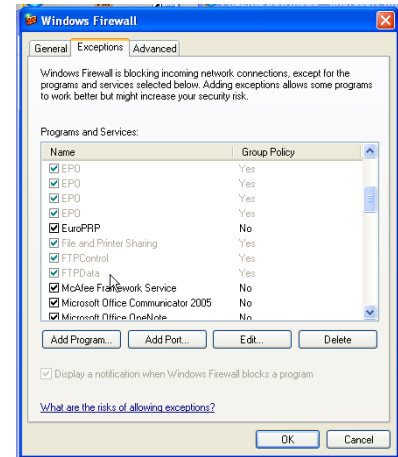 Windows Firewall
General Exceptions Advanced
Windows Firewall is blocking incoming network connections, except for the
programs and services selected below. Adding exceptions allows some programs
to work better but might increase your security risk.
Programs and Services:
Name Group Policy
EPO Yes
EPO Yes
EPO Yes
EPO Yes
EuroPRP No
File and Printer Sharing Yes
FTPControl Yes
FTPData Yes
McAfee Framework Service No
Microsoft Office Communicator 2005 No
Microsoft Office OneNote No
Add Program... Add Port... Edit... Delete
Display a notification when Windows Firewall blocks a program
What are the risks of allowing exceptions?
OK Cancel